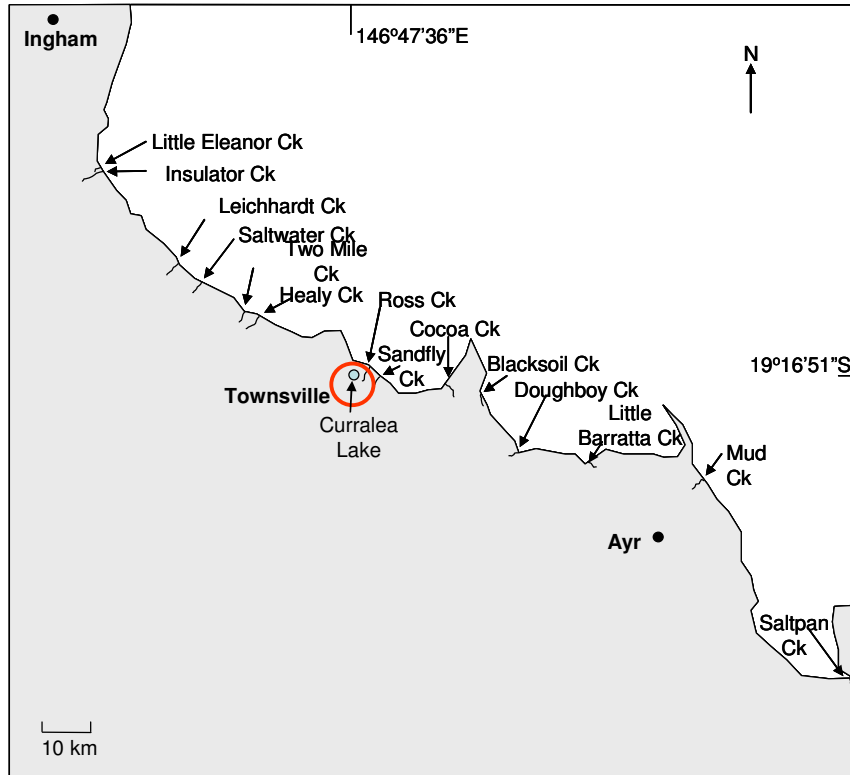 Ingham
146º47'36"E
N
Little Eleanor Ck
Insulator Ck
Leichhardt Ck
Saltwater Ck
Two Mile
Ck
Healy Ck
Ross Ck
Cocoa Ck
Sandfly
Ck
Blacksoil Ck
19º16'51"S
Doughboy Ck
Townsville
Little
Barratta Ck
Curralea
Lake
Mud
Ck
Ayr
Saltpan
Ck
10 km